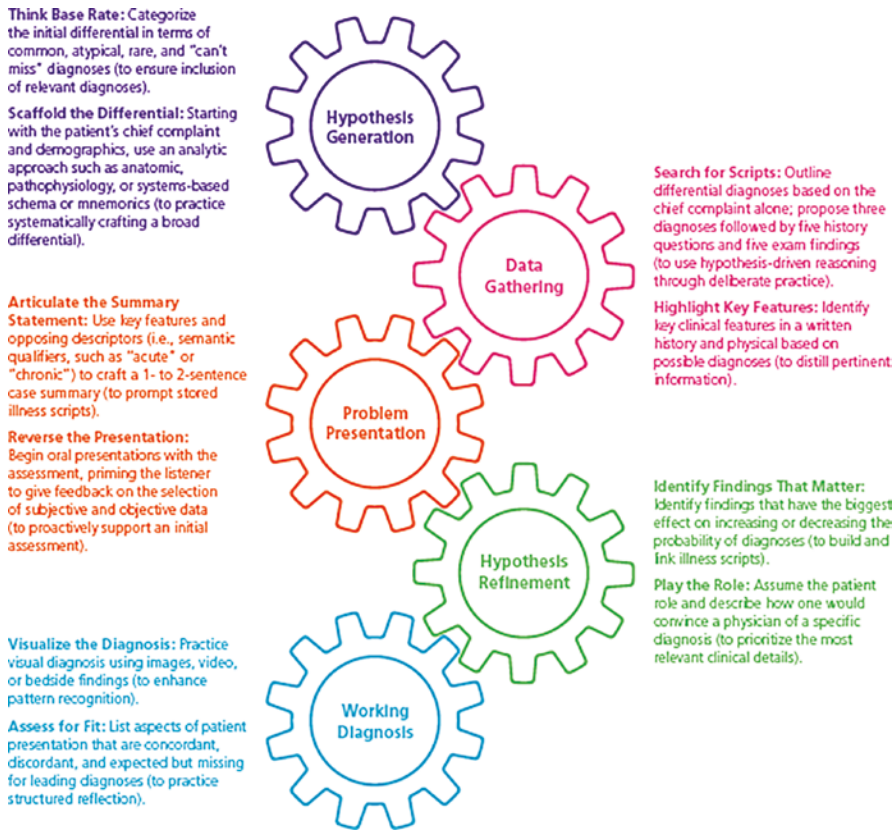 Think Base Rate: Categorize
the initial differential in terms of
common, atypical, rare, and "can't
miss" diagnoses (to ensure inclusion
of relevant diagnoses).
Scaffold the Differential: Starting
with the patient's chief complaint
and demographics, use an analytic
approach such as anatomic,
pathophysiology, or systems-based
schema or mnemonics (to practice
systematically crafting a broad
differential).
Hypothesis
Generation
Search for Scripts: Outline
differential diagnoses based on the
chief complaint alone; propose three
diagnoses followed by five history
questions and five exam findings
(to use hypothesis-driven reasoning
through deliberate practice).
Highlight Key Features: Identify
key clinical features in a written
history and physical based on
possible diagnoses (to distill pertinent
information).
Data
Gathering
Articulate the Summary
Statement: Use key features and
opposing descriptors (i.e., semantic
qualifiers, such as "acute" or
"chronic") to craft a 1- to 2-sentence
case summary (to prompt stored
illness scripts).
Reverse the Presentation:
Begin oral presentations with the
assessment, priming the listener
to give feedback on the selection
of subjective and objective data
(to proactively support an initial
assessment).
Problem
Presentation
Identify Findings That Matter:
Identify findings that have the biggest
effect on increasing or decreasing the
probability of diagnoses (to build and
link illness scripts).
Play the Role: Assume the patient
role and describe how one would
convince a physician of a specific
diagnosis (to prioritize the most
relevant clinical details).
Hypothesis
Refinement
Visualize the Diagnosis: Practice
visual diagnosis using images, video,
or bedside findings (to enhance
pattern recognition).
Assess for Fit: List aspects of patient
presentation that are concordant,
discordant, and expected but missing
for leading diagnoses (to practice
structured reflection).
Working
Diagnosis